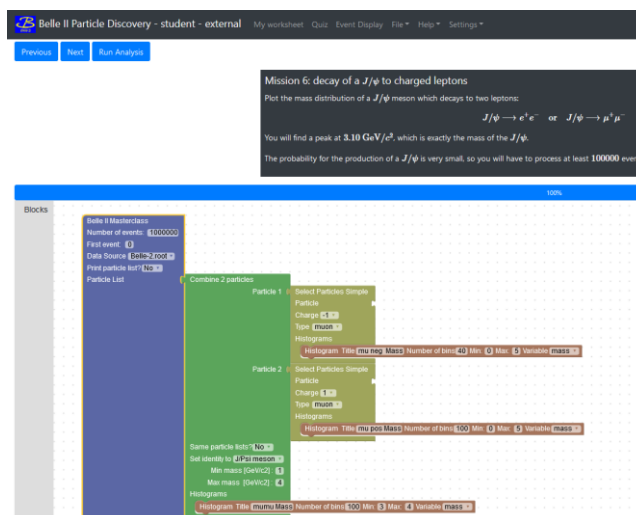 Belle II Particle Discovery - student - external My worksheet Quiz Event Display File Help Settings
Previous Next Run Analysis
Mission 6: decay of a J/ψ to charged leptons
Plot the mass distribution of a J/ψ meson which decays to two leptons:
J/ψ ⟶ e⁺e⁻ or J/ψ ⟶ μ⁺μ⁻
You will find a peak at 3.10 GeV/c², which is exactly the mass of the J/ψ.
The probability for the production of a J/ψ is very small, so you will have to process at least 100000 eve
100%
Blocks
Belle II Masterclass
Number of events: 1000000
First event: 0
Data Source Belle-2.root
Print particle list? No
Particle List Combine 2 particles
Particle 1 Select Particles Simple
Particle
Charge -1
Type muon
Histograms
Histogram Title mu neg Mass Number of bins 40 Min: 0 Max: 5 Variable mass
Particle 2 Select Particles Simple
Particle
Charge 1
Type muon
Histograms
Histogram Title mu pos Mass Number of bins 100 Min: 0 Max: 5 Variable mass
Same particle lists? No
Set identity to J/Psi meson
Min mass [GeV/c2] 1
Max mass [GeV/c2] 4
Histograms
Histogram Title mumu Mass Number of bins 100 Min: 3 Max: 4 Variable mass